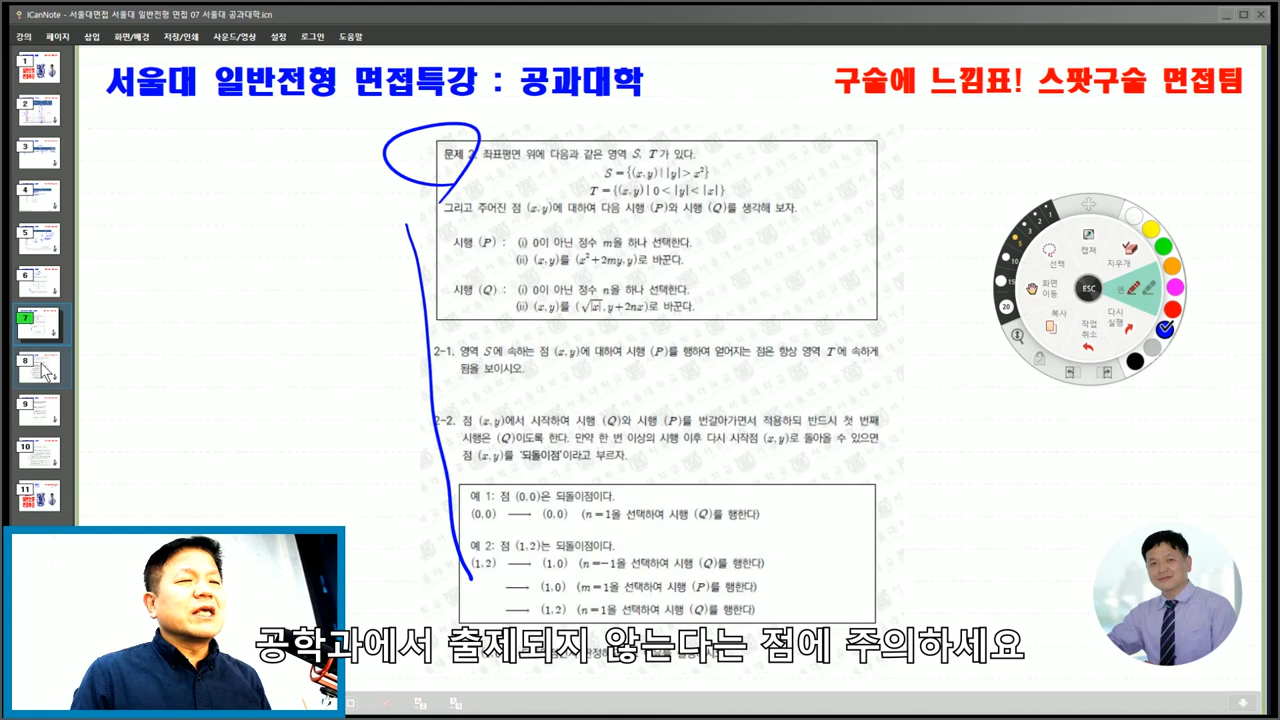 ICanNote - 서울대면접 서울대 일반전형 면접 07 서울대 공과대학.icn
강의 페이지 삽입 화면/배경 저장/인쇄 사운드/영상 설정 로그인 도움말
서울대 일반전형 면접특강 : 공과대학
구술에 느낌표! 스팟구술 면접팀
문제 2. 좌표평면 위에 다음과 같은 영역 S, T가 있다.
S = {(x, y) | |y| > x²}
T = {(x, y) | 0 < |y| < |x|}
그리고 주어진 점 (x, y)에 대하여 다음 시행 (P)와 시행 (Q)를 생각해 보자.
시행 (P) : (i) 0이 아닌 정수 m을 하나 선택한다.
(ii) (x, y)를 (x²+2my, y)로 바꾼다.
시행 (Q) : (i) 0이 아닌 정수 n을 하나 선택한다.
(ii) (x, y)를 (√|x|, y+2nx)로 바꾼다.
2-1. 영역 S에 속하는 점 (x, y)에 대하여 시행 (P)를 행하여 얻어지는 점은 항상 영역 T에 속하게
됨을 보이시오.
2-2. 점 (x, y)에서 시작하여 시행 (Q)와 시행 (P)를 번갈아가면서 적용하되 반드시 첫 번째
시행은 (Q)이도록 한다. 만약 한 번 이상의 시행 이후 다시 시작점 (x, y)로 돌아올 수 있으면
점 (x, y)를 '되돌이점'이라고 부르자.
예 1: 점 (0, 0)은 되돌이점이다.
(0, 0) ⟶ (0, 0) (n=1을 선택하여 시행 (Q)를 행한다)
예 2: 점 (1, 2)는 되돌이점이다.
(1, 2) ⟶ (1, 0) (n=-1을 선택하여 시행 (Q)를 행한다)
⟶ (1, 0) (m=1을 선택하여 시행 (P)를 행한다)
⟶ (1, 2) (n=1을 선택하여 시행 (Q)를 행한다)
공학과에서 출제되지 않는다는 점에 주의하세요
1
2
3
4
5
6
7
8
9
10
11
캡쳐
선택
지우개
화면
이동
ESC
펜
복사
작업
취소
다시
실행
1
2
3
5
10
15
20